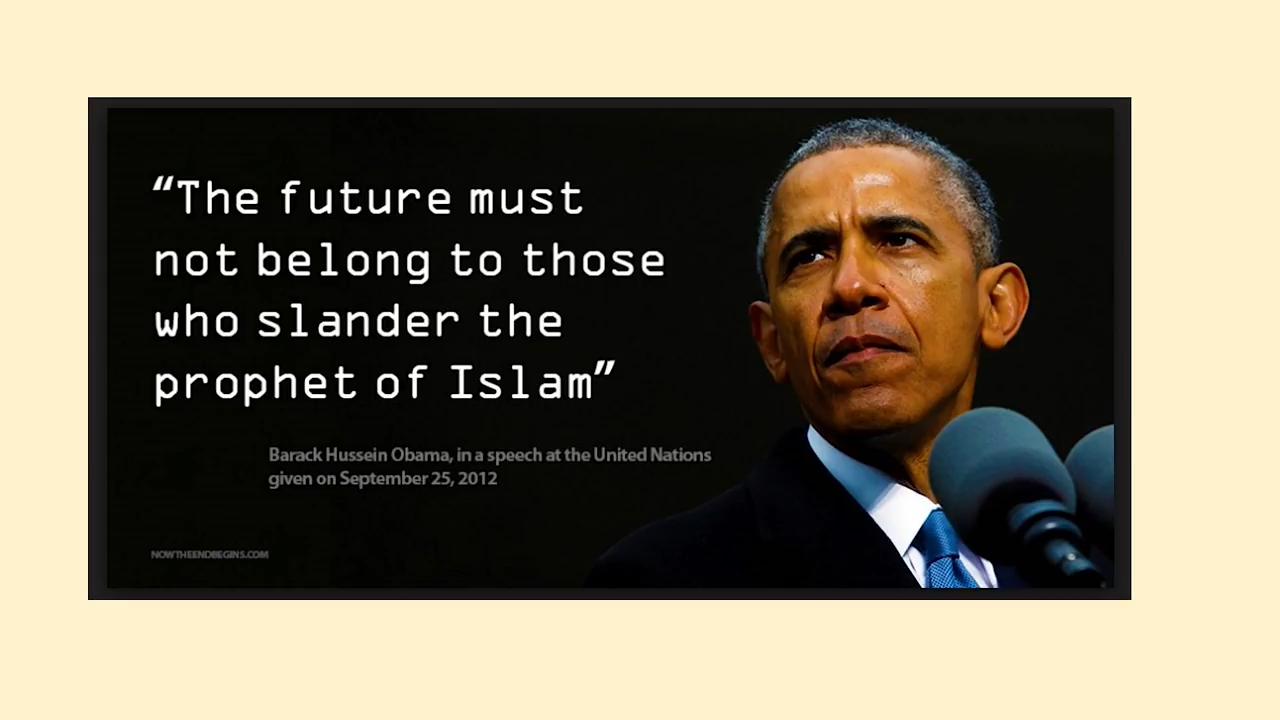 “The future must
not belong to those
who slander the
prophet of Islam”
Barack Hussein Obama, in a speech at the United Nations
given on September 25, 2012
NOWTHEENDBEGINS.COM